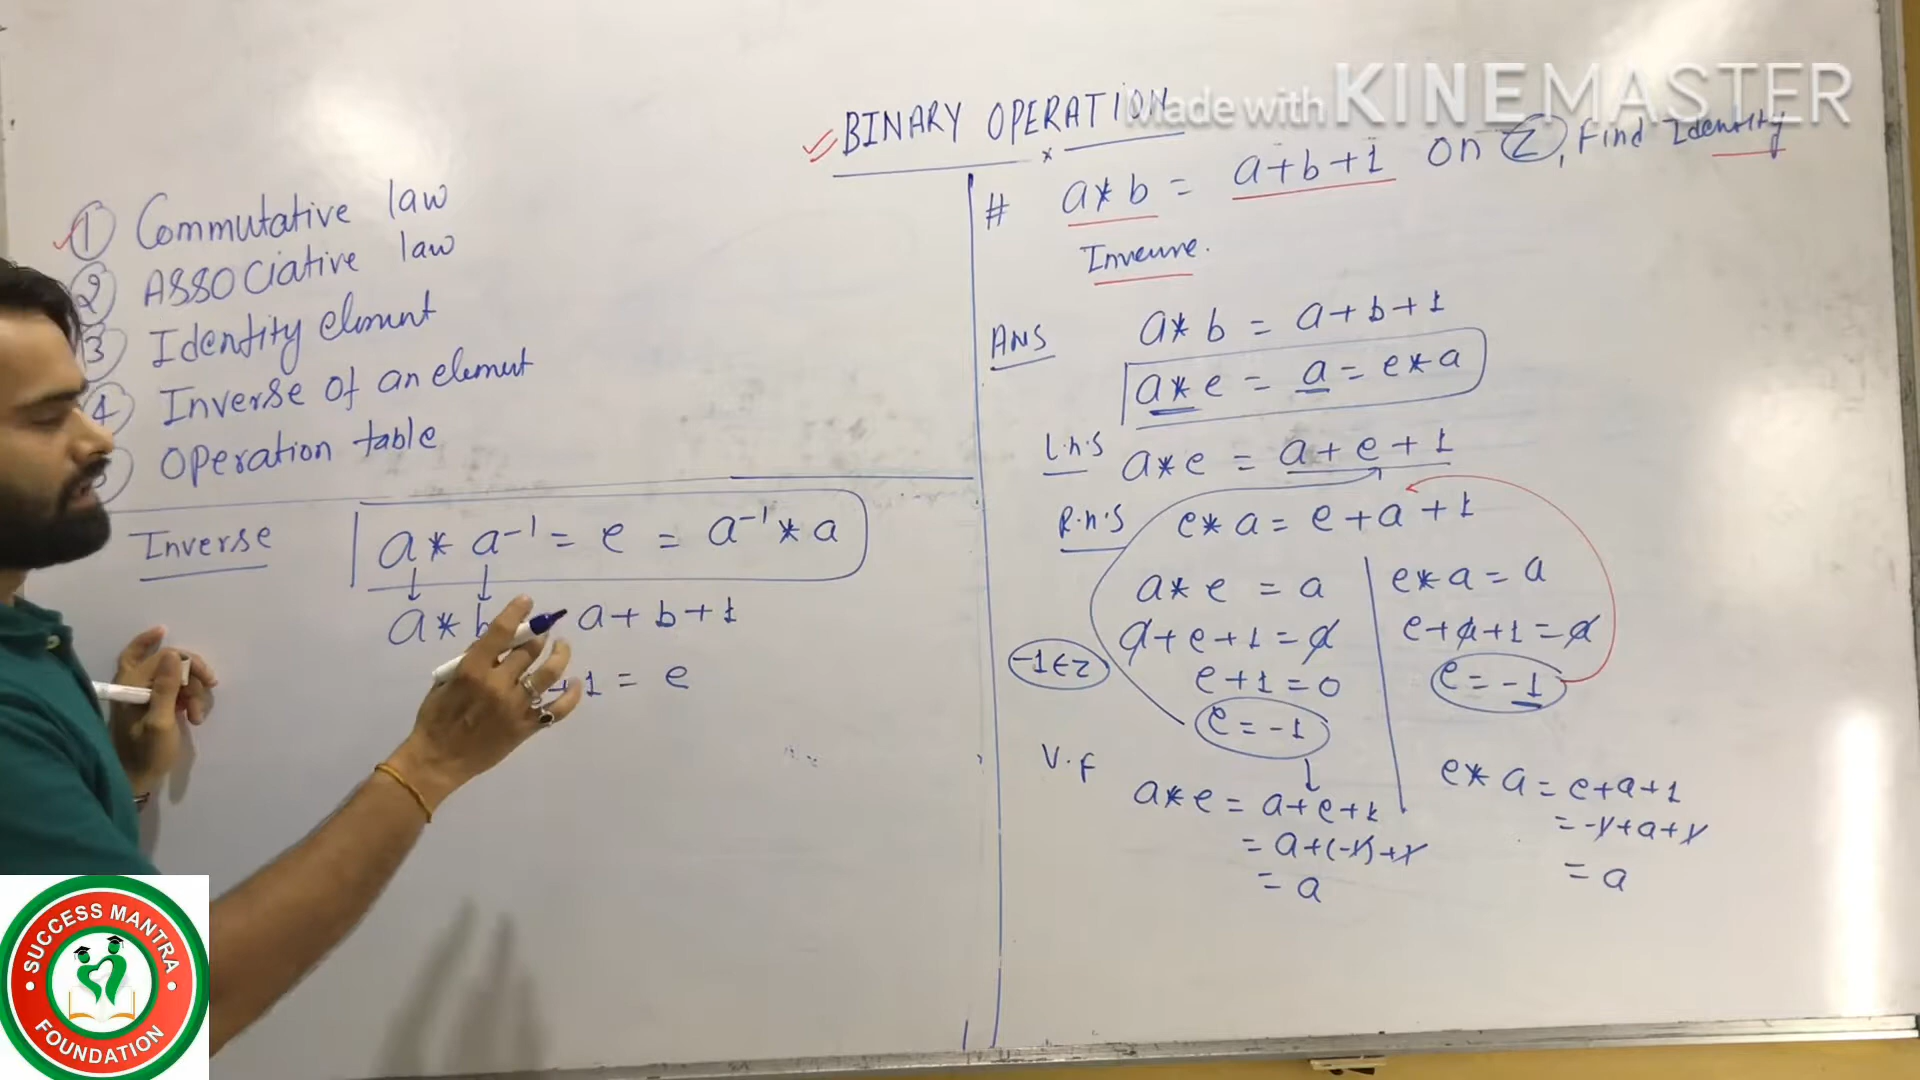 Made with KINEMASTER
BINARY OPERATION
1 Commutative law
2 ASSOCiative law
3 Identity element
4 Inverse of an element
5 Operation table
Inverse a * a⁻¹ = e = a⁻¹ * a
a * b a + b + 1
+1 = e
# a * b = a + b + 1 on Z, Find Identity
Inverse.
Ans a * b = a + b + 1
a * e = a = e * a
L.h.S a * e = a + e + 1
R.h.S e * a = e + a + 1
a * e = a
a + e + 1 = a
-1 ∈ Z
e + 1 = 0
e = -1
e * a = a
e + a + 1 = a
e = -1
V.f
a * e = a + e + 1
= a + (-1) + 1
= a
e * a = e + a + 1
= -1 + a + 1
= a
SUCCESS MANTRA
FOUNDATION